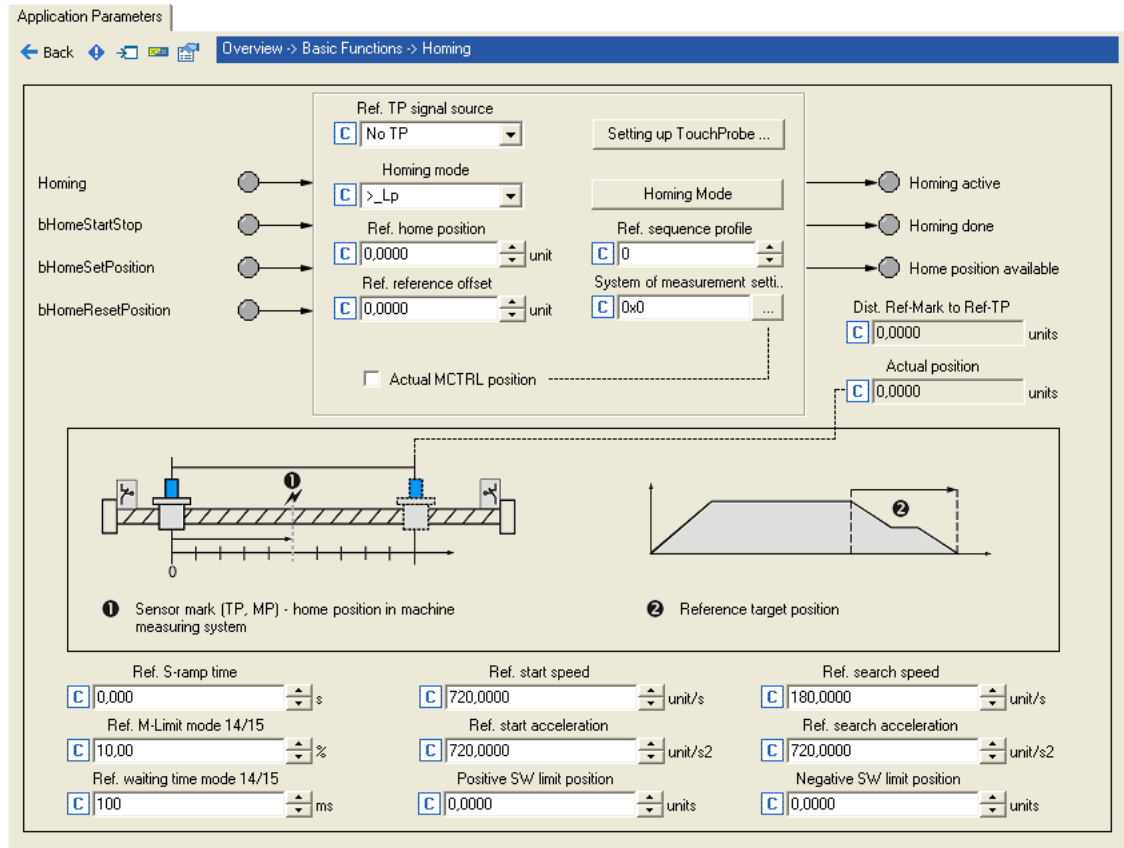 Application Parameters
Back
Overview -> Basic Functions -> Homing
Ref. TP signal source
C No TP
Setting up TouchProbe ...
Homing mode
C >_Lp
Homing Mode
Homing
Homing active
bHomeStartStop
Ref. home position
Ref. sequence profile
Homing done
C 0,0000 unit
C 0
bHomeSetPosition
Home position available
Ref. reference offset
System of measurement setti..
bHomeResetPosition
C 0,0000 unit
C 0x0 ...
Dist. Ref-Mark to Ref-TP
C 0,0000 units
Actual MCTRL position
Actual position
C 0,0000 units
1
2
0
1 Sensor mark (TP, MP) - home position in machine
measuring system
2 Reference target position
Ref. S-ramp time
Ref. start speed
Ref. search speed
C 0,000 s
C 720,0000 unit/s
C 180,0000 unit/s
Ref. M-Limit mode 14/15
Ref. start acceleration
Ref. search acceleration
C 10,00 %
C 720,0000 unit/s2
C 720,0000 unit/s2
Ref. waiting time mode 14/15
Positive SW limit position
Negative SW limit position
C 100 ms
C 0,0000 units
C 0,0000 units